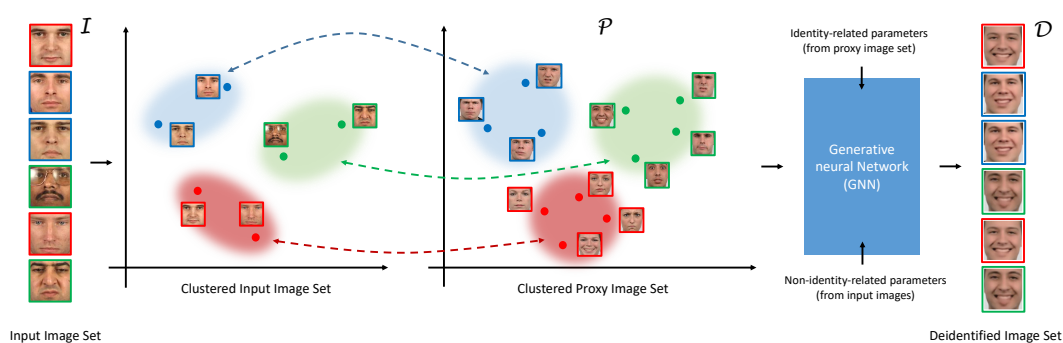 I
P
D
Identity-related parameters
(from proxy image set)
Generative
neural Network
(GNN)
Non-identity-related parameters
(from input images)
Clustered Input Image Set
Clustered Proxy Image Set
Input Image Set
Deidentified Image Set